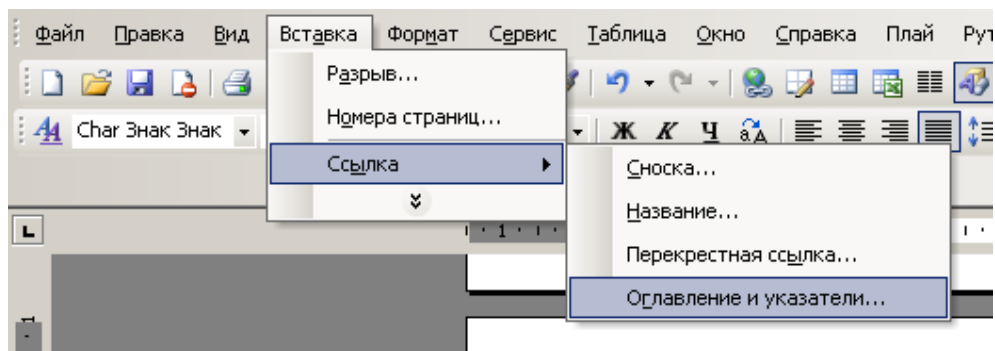 Файл Правка Вид Вставка Формат Сервис Таблица Окно Справка Плай Рут
Разрыв...
Char Знак Знак Номера страниц... Ж К Ч
Ссылка Сноска...
Название...
1
Перекрестная ссылка...
Оглавление и указатели...